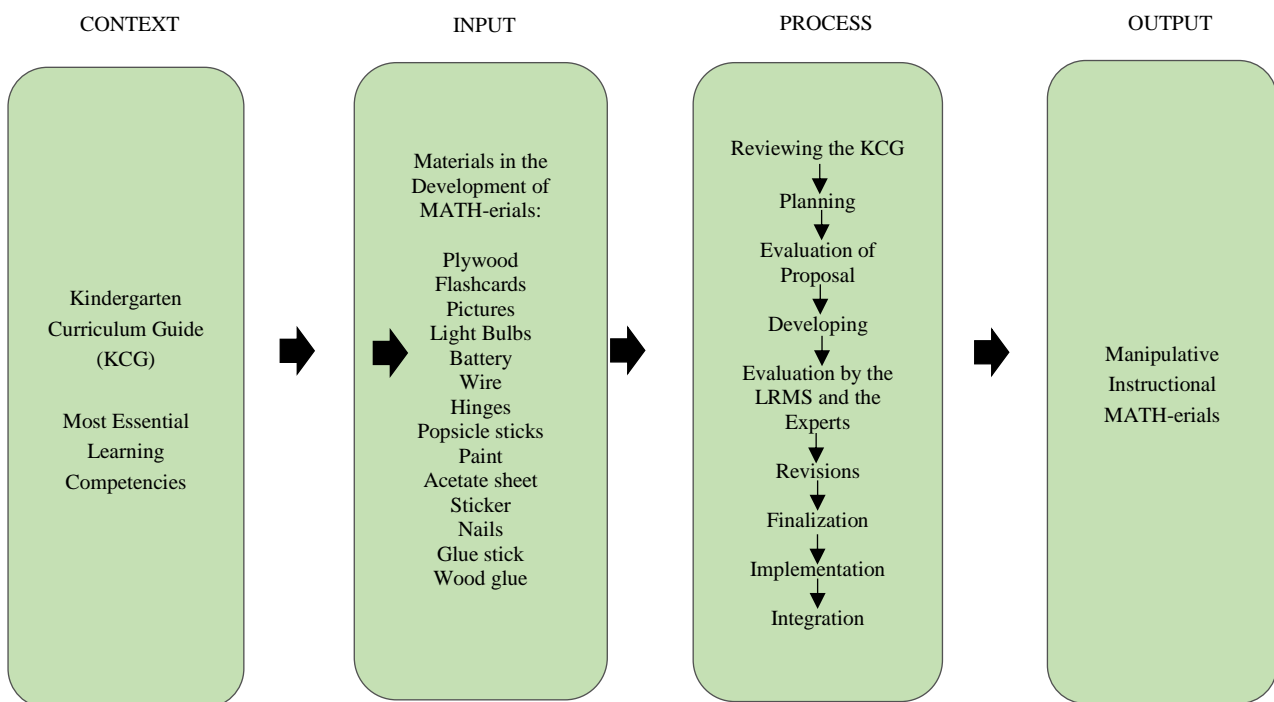 CONTEXT
INPUT
PROCESS
OUTPUT
Kindergarten
Curriculum Guide
(KCG)
Most Essential
Learning
Competencies
Materials in the
Development of
MATH-erials:
Plywood
Flashcards
Pictures
Light Bulbs
Battery
Wire
Hinges
Popsicle sticks
Paint
Acetate sheet
Sticker
Nails
Glue stick
Wood glue
Reviewing the KCG
Planning
Evaluation of
Proposal
Developing
Evaluation by the
LRMS and the
Experts
Revisions
Finalization
Implementation
Integration
Manipulative
Instructional
MATH-erials